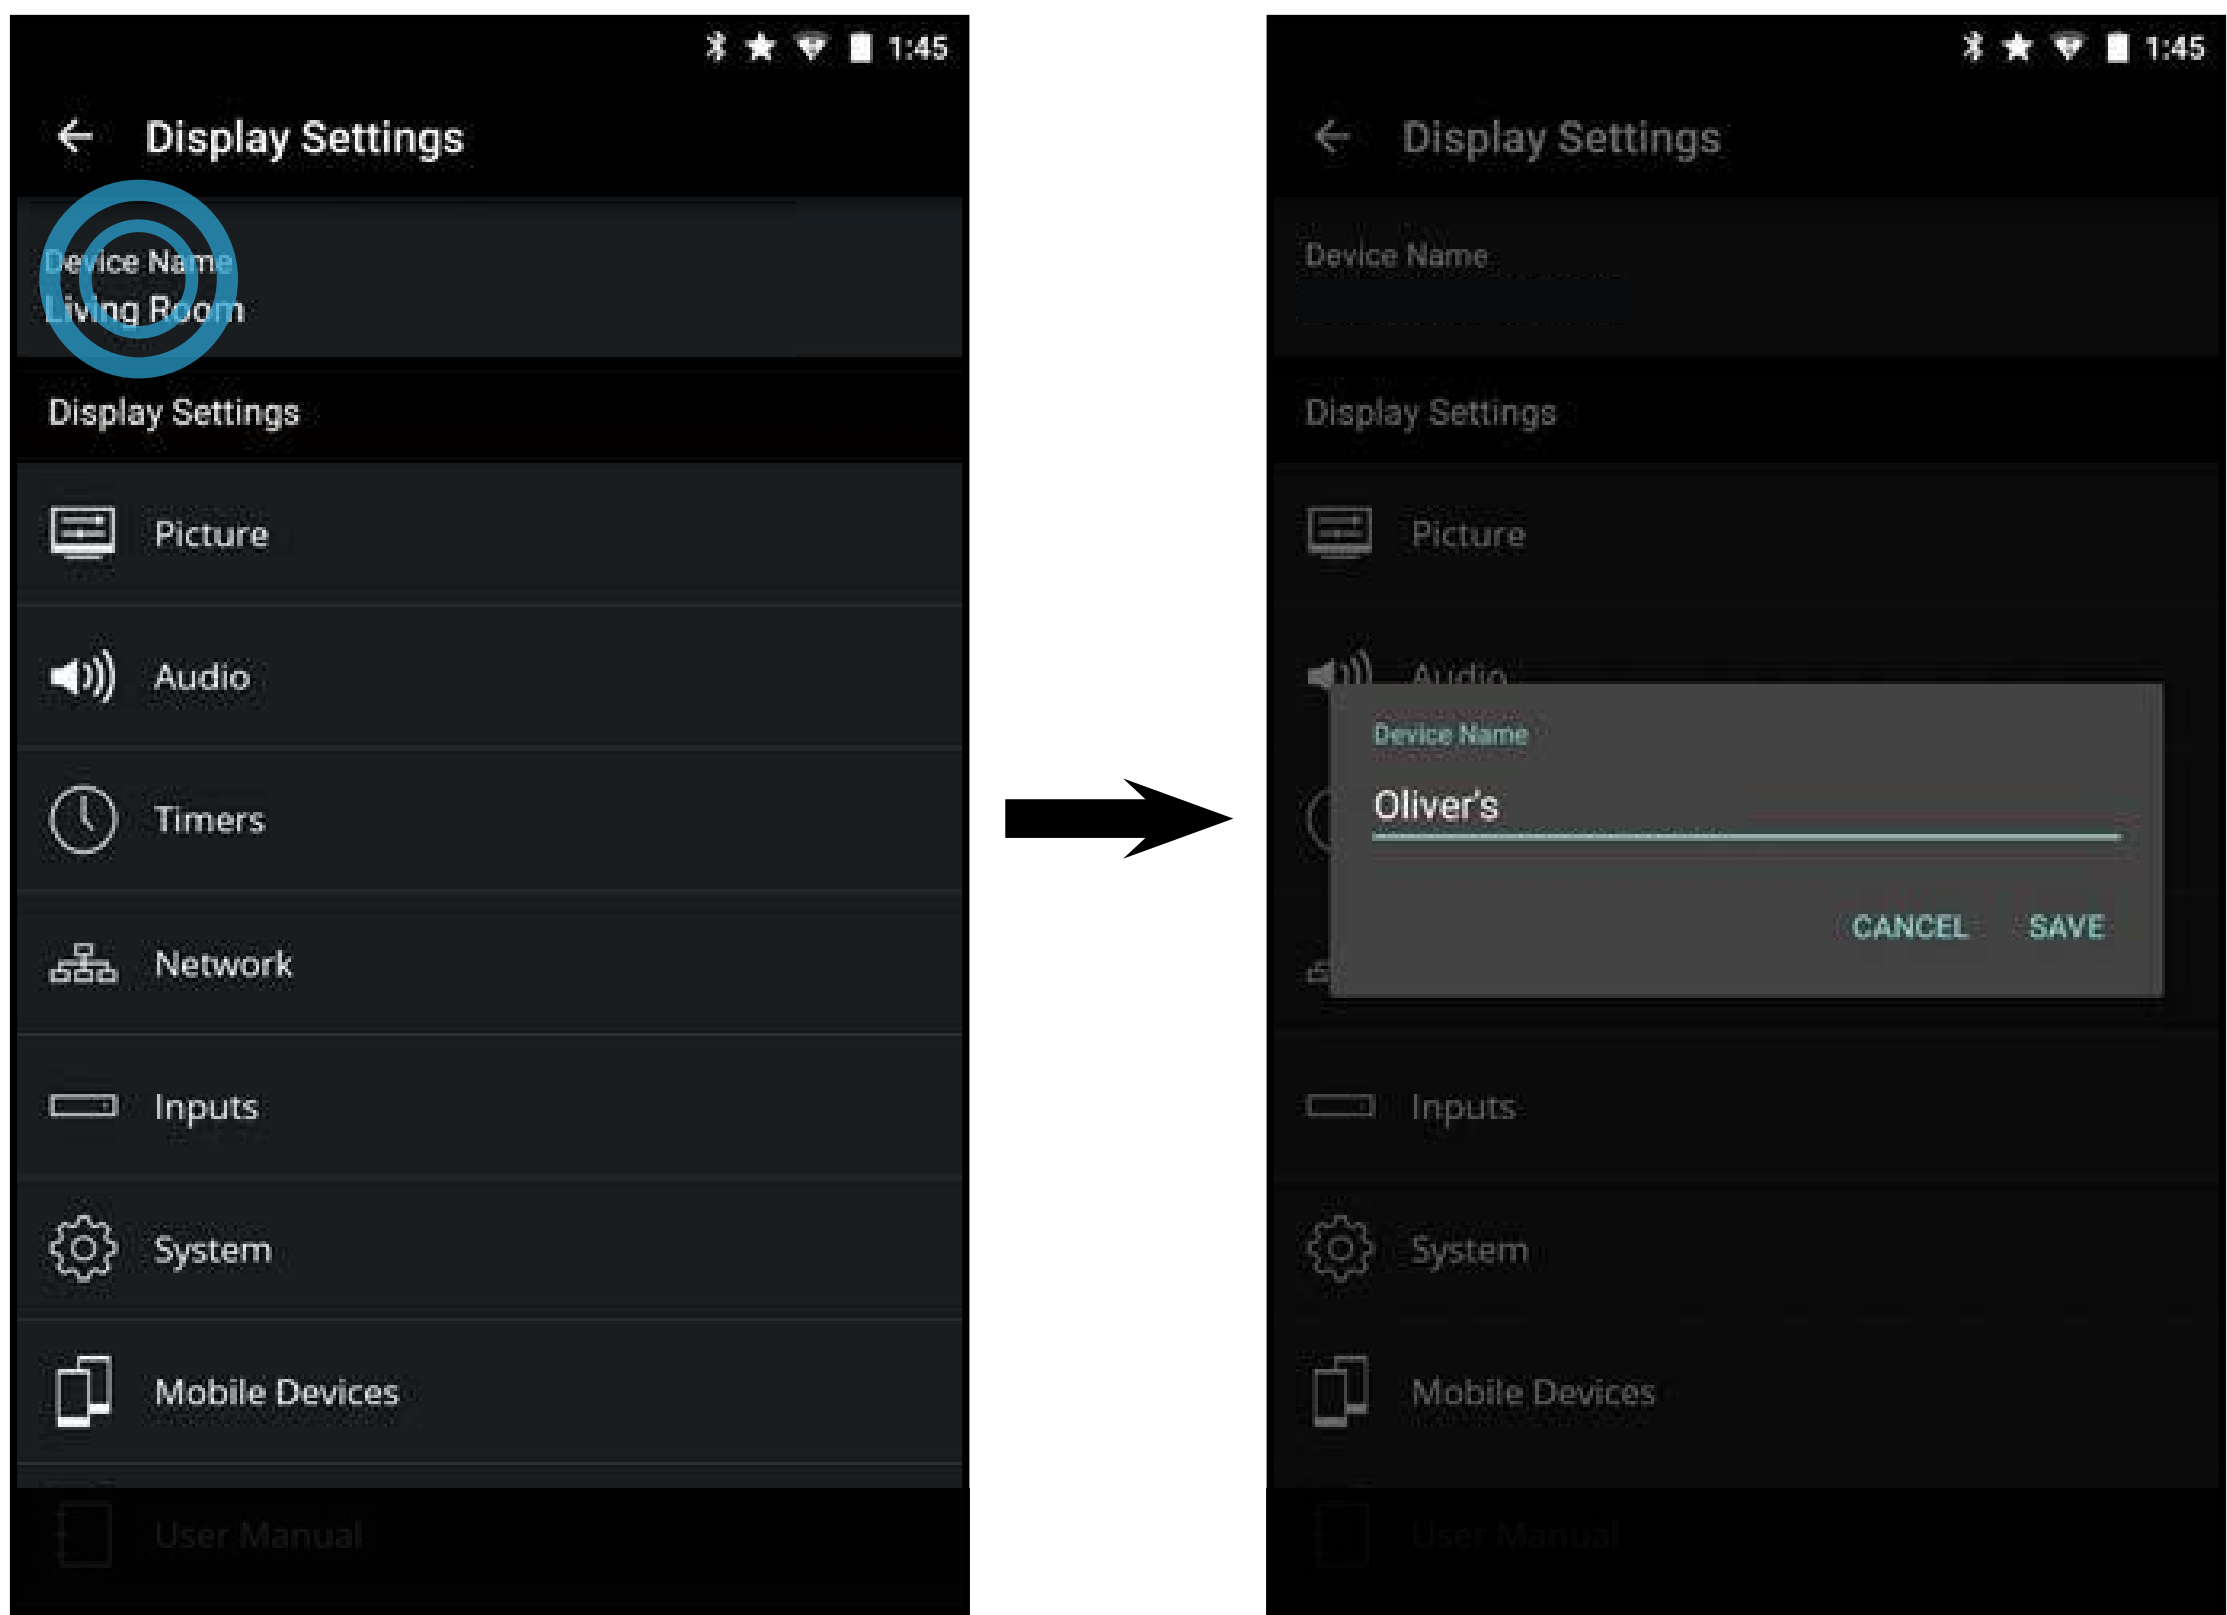 1:45
Display Settings
Device Name
Living Room
Display Settings
Picture
Audio
Timers
Network
Inputs
System
Mobile Devices
User Manual
1:45
Display Settings
Device Name
Display Settings
Picture
Audio
Device Name
Oliver's
CANCEL SAVE
Inputs
System
Mobile Devices
User Manual